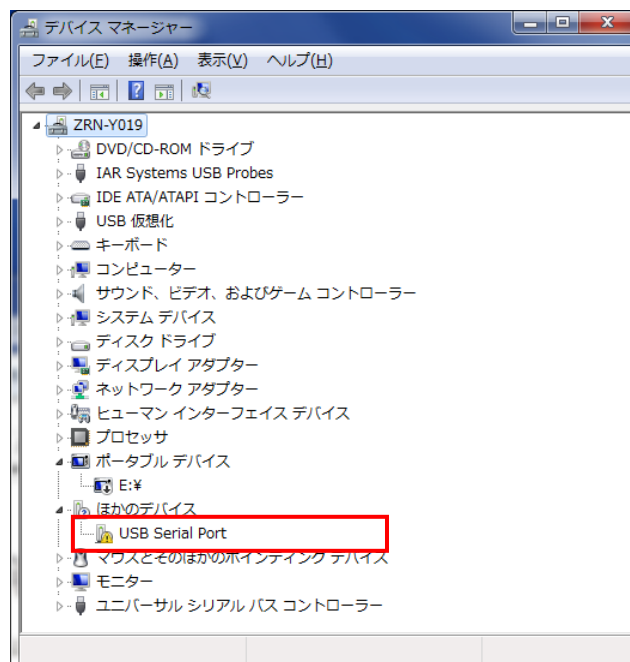 デバイス マネージャー
ファイル(F) 操作(A) 表示(V) ヘルプ(H)
ZRN-Y019
DVD/CD-ROM ドライブ
IAR Systems USB Probes
IDE ATA/ATAPI コントローラー
USB 仮想化
キーボード
コンピューター
サウンド、ビデオ、およびゲーム コントローラー
システム デバイス
ディスク ドライブ
ディスプレイ アダプター
ネットワーク アダプター
ヒューマン インターフェイス デバイス
プロセッサ
ポータブル デバイス
E:¥
ほかのデバイス
USB Serial Port
マウスとそのほかのポインティング デバイス
モニター
ユニバーサル シリアル バス コントローラー